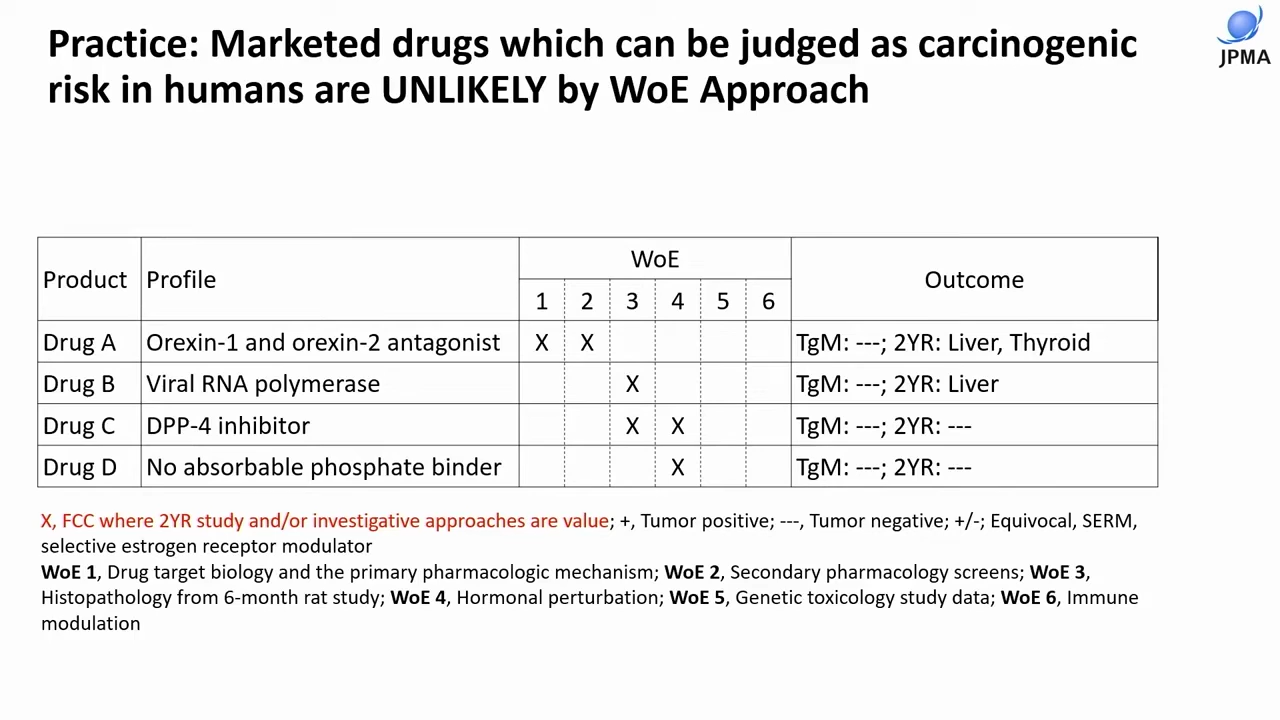 Practice: Marketed drugs which can be judged as carcinogenic
risk in humans are UNLIKELY by WoE Approach
JPMA
Product Profile WoE Outcome
1 2 3 4 5 6
Drug A Orexin-1 and orexin-2 antagonist X X TgM: ---; 2YR: Liver, Thyroid
Drug B Viral RNA polymerase X TgM: ---; 2YR: Liver
Drug C DPP-4 inhibitor X X TgM: ---; 2YR: ---
Drug D No absorbable phosphate binder X TgM: ---; 2YR: ---
X, FCC where 2YR study and/or investigative approaches are value; +, Tumor positive; ---, Tumor negative; +/-; Equivocal, SERM,
selective estrogen receptor modulator
WoE 1, Drug target biology and the primary pharmacologic mechanism; WoE 2, Secondary pharmacology screens; WoE 3,
Histopathology from 6-month rat study; WoE 4, Hormonal perturbation; WoE 5, Genetic toxicology study data; WoE 6, Immune
modulation